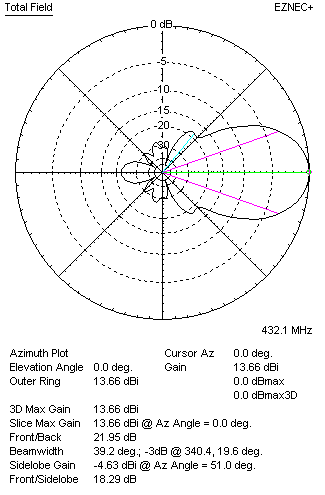 Total Field EZNEC+
0 dB
-5
-10
-15
-20
-30
432.1 MHz
Azimuth Plot Cursor Az 0.0 deg.
Elevation Angle 0.0 deg. Gain 13.66 dBi
Outer Ring 13.66 dBi 0.0 dBmax
0.0 dBmax3D
3D Max Gain 13.66 dBi
Slice Max Gain 13.66 dBi @ Az Angle = 0.0 deg.
Front/Back 21.95 dB
Beamwidth 39.2 deg.; -3dB @ 340.4, 19.6 deg.
Sidelobe Gain -4.63 dBi @ Az Angle = 51.0 deg.
Front/Sidelobe 18.29 dB